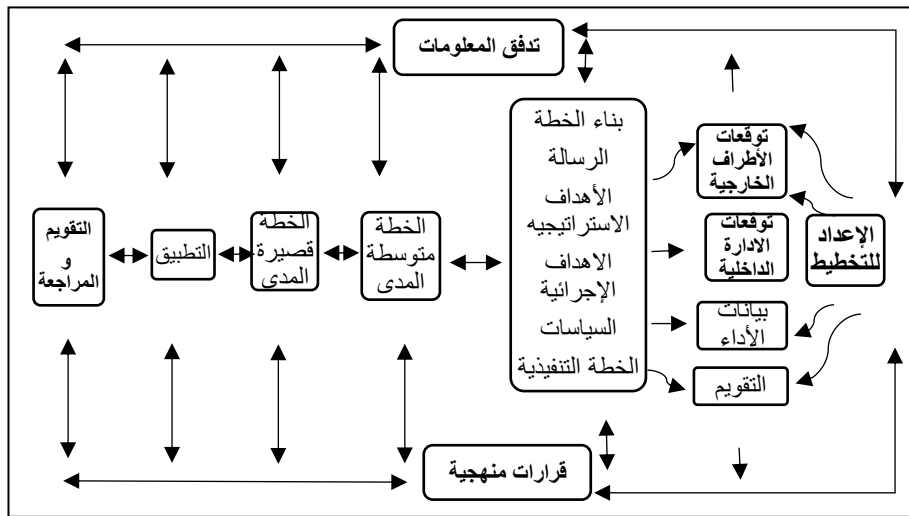 تدفق المعلومات
توقعات
الأطراف
الخارجية
الإعداد
للتخطيط
توقعات
الادارة
الداخلية
بيانات
الأداء
التقويم
بناء الخطة
الرسالة
الأهداف
الاستراتيجيه
الاهداف
الإجرائية
السياسات
الخطة التنفيذية
الخطة
متوسطة
المدى
الخطة
قصيرة
المدى
التطبيق
التقويم
و
المراجعة
قرارات منهجية